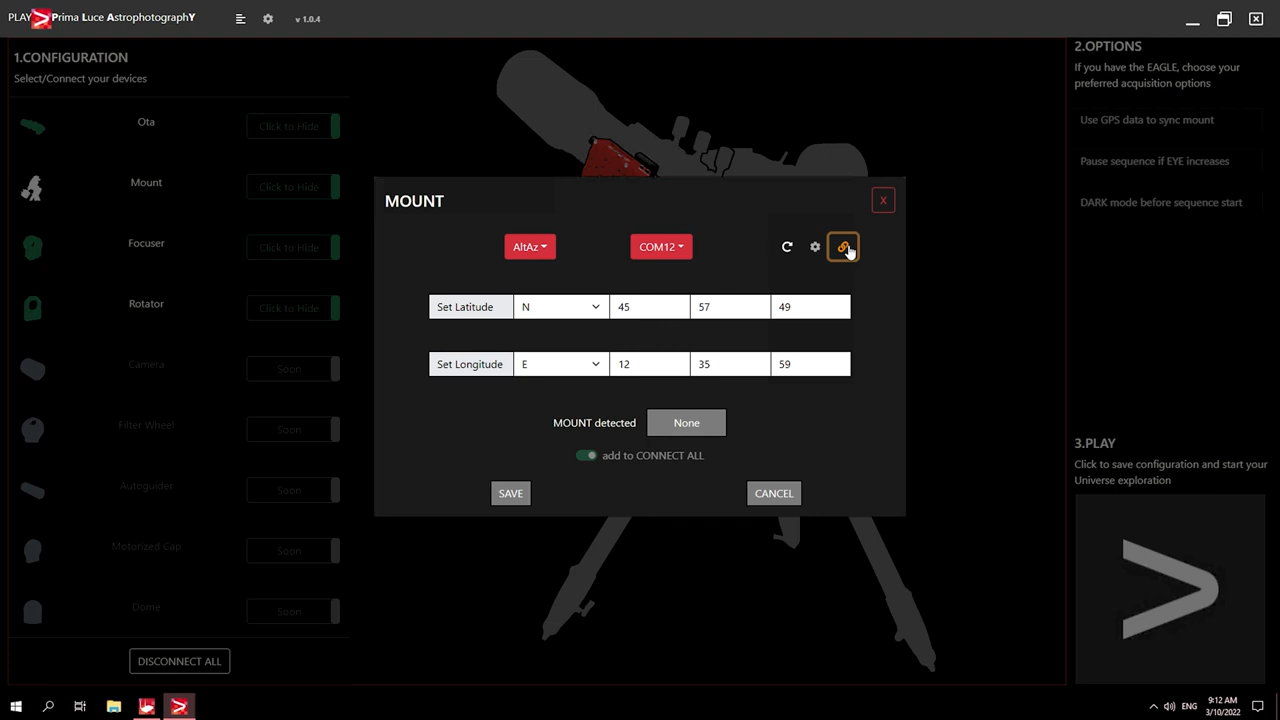 PLAY Prima Luce AstrophotographY
v 1.0.4
1.CONFIGURATION
Select/Connect your devices
Ota
Click to Hide
Mount
Click to Hide
Focuser
Click to Hide
Rotator
Click to Hide
Camera
Soon
Filter Wheel
Soon
Autoguider
Soon
Motorized Cap
Soon
Dome
Soon
DISCONNECT ALL
MOUNT
X
AltAz
COM12
Set Latitude N 45 57 49
Set Longitude E 12 35 59
MOUNT detected None
add to CONNECT ALL
SAVE
CANCEL
2.OPTIONS
If you have the EAGLE, choose your
preferred acquisition options
Use GPS data to sync mount
Pause sequence if EYE increases
DARK mode before sequence start
3.PLAY
Click to save configuration and start your
Universe exploration
ENG
9:12 AM
3/10/2022